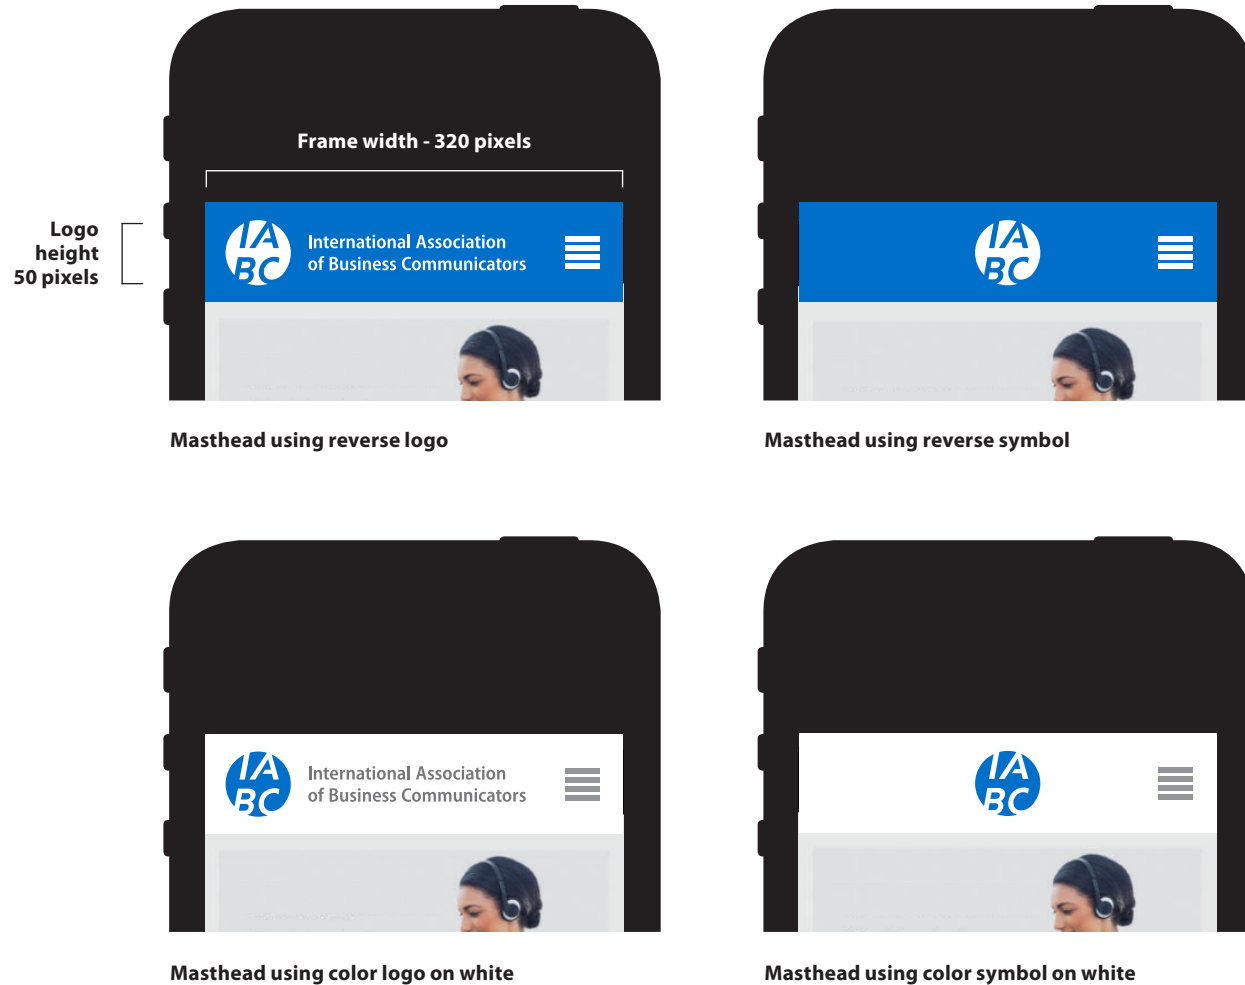 Frame width - 320 pixels
Logo
height
50 pixels
IA
BC
International Association
of Business Communicators
IA
BC
Masthead using reverse logo
Masthead using reverse symbol
IA
BC
International Association
of Business Communicators
IA
BC
Masthead using color logo on white
Masthead using color symbol on white